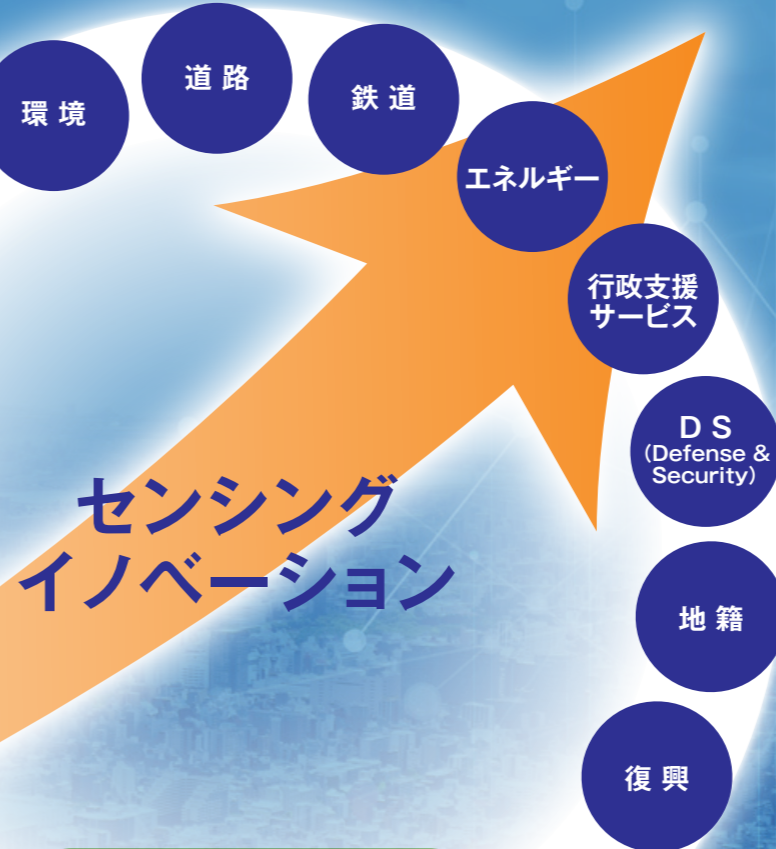 環境
道路
鉄道
エネルギー
行政支援
サービス
DS
(Defense &
Security)
地籍
復興
センシング
イノベーション